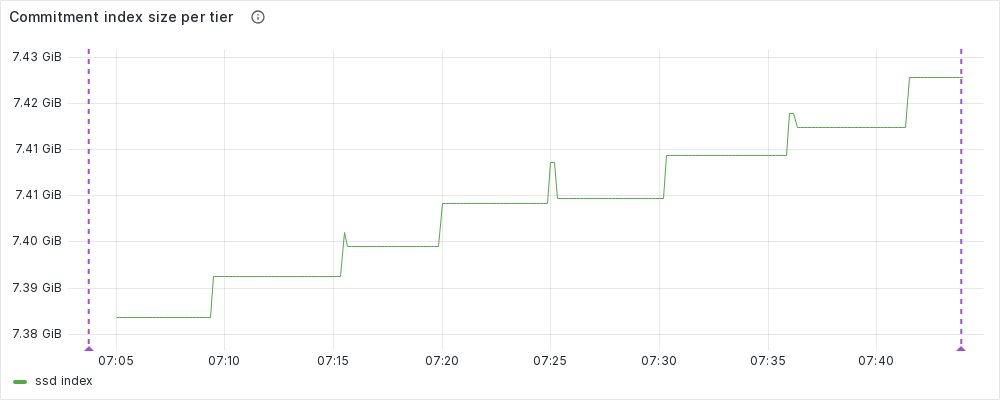 Commitment index size per tier
7.43 GiB
7.42 GiB
7.41 GiB
7.41 GiB
7.40 GiB
7.39 GiB
7.38 GiB
07:05 07:10 07:15 07:20 07:25 07:30 07:35 07:40
ssd index